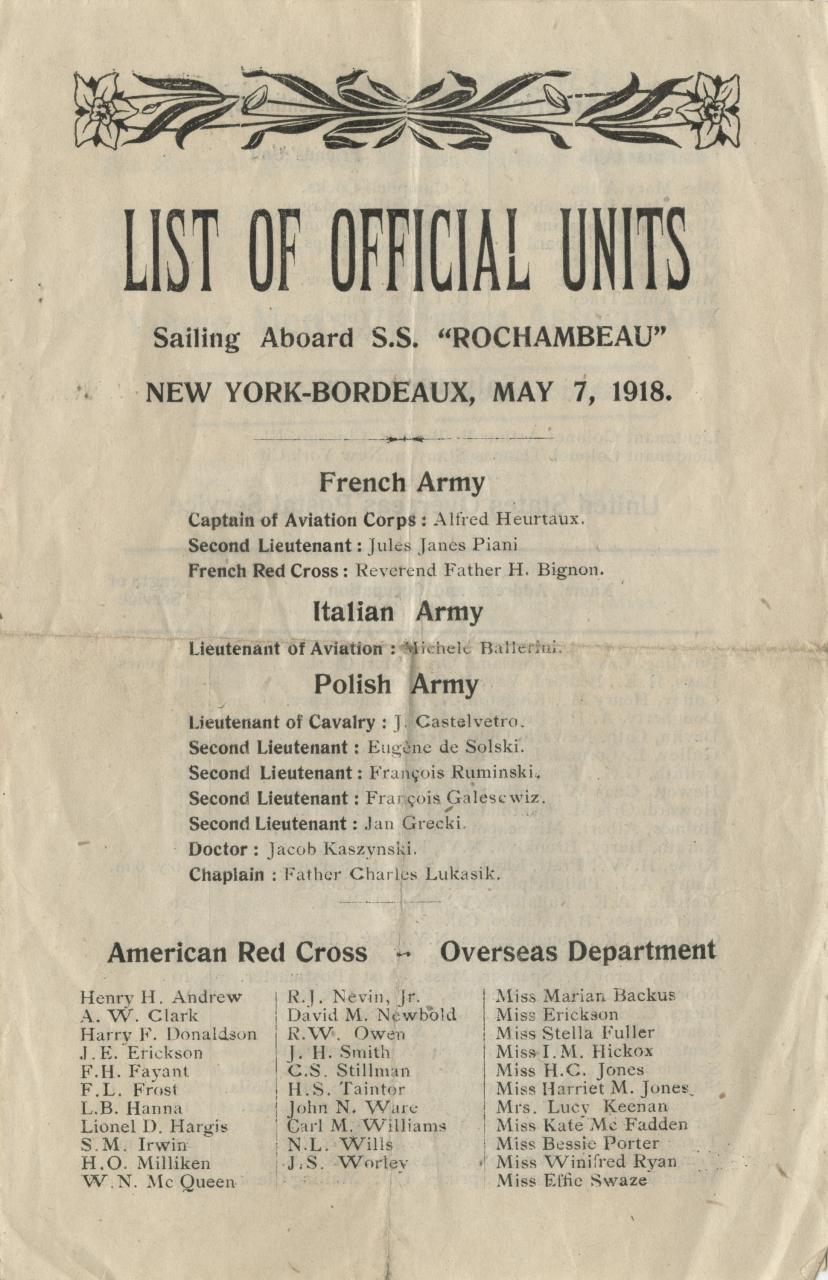 LIST OF OFFICIAL UNITS
Sailing Aboard S.S. “ROCHAMBEAU”
NEW YORK-BORDEAUX, MAY 7, 1918.
French Army
Captain of Aviation Corps : Alfred Heurtaux.
Second Lieutenant : Jules Janes Piani
French Red Cross : Reverend Father H. Bignon.
Italian Army
Lieutenant of Aviation : Michele Ballerini.
Polish Army
Lieutenant of Cavalry : J. Castelvetro.
Second Lieutenant : Eugène de Solski.
Second Lieutenant : François Ruminski.
Second Lieutenant : François Galesewiz.
Second Lieutenant : Jan Grecki.
Doctor : Jacob Kaszynski.
Chaplain : Father Charles Lukasik.
American Red Cross - Overseas Department
Henry H. Andrew
A. W. Clark
Harry F. Donaldson
J.E. Erickson
F.H. Fayant
F.L. Frost
L.B. Hanna
Lionel D. Hargis
S.M. Irwin
H.O. Milliken
W.N. Mc Queen
R.J. Nevin, Jr.
David M. Newbold
R.W. Owen
J. H. Smith
C.S. Stillman
H.S. Taintor
John N. Ware
Carl M. Williams
N.L. Wills
J.S. Worley
Miss Marian Backus
Miss Erickson
Miss Stella Fuller
Miss I.M. Hickox
Miss H.C. Jones
Miss Harriet M. Jones.
Mrs. Lucy Keenan
Miss Kate Mc Fadden
Miss Bessie Porter
Miss Winifred Ryan
Miss Effie Swaze